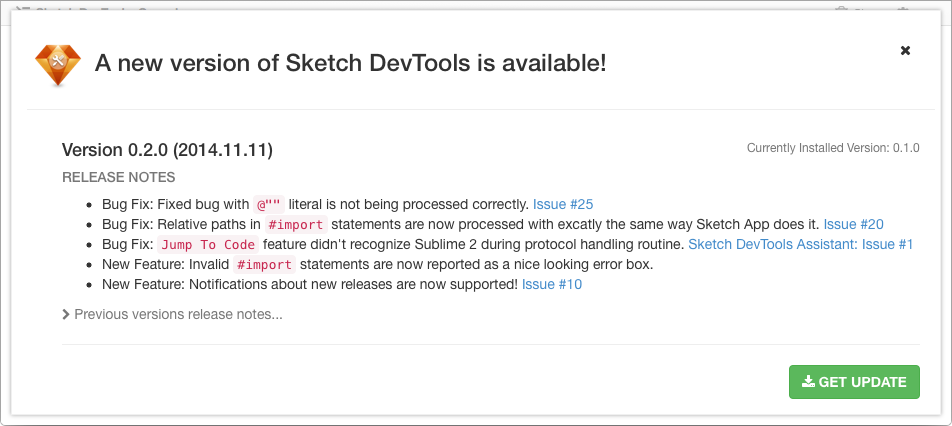 A new version of Sketch DevTools is available!
Version 0.2.0 (2014.11.11)
Currently Installed Version: 0.1.0
RELEASE NOTES
Bug Fix: Fixed bug with @"" literal is not being processed correctly. Issue #25
Bug Fix: Relative paths in #import statements are now processed with excatly the same way Sketch App does it. Issue #20
Bug Fix: Jump To Code feature didn't recognize Sublime 2 during protocol handling routine. Sketch DevTools Assistant: Issue #1
New Feature: Invalid #import statements are now reported as a nice looking error box.
New Feature: Notifications about new releases are now supported! Issue #10
Previous versions release notes...
GET UPDATE